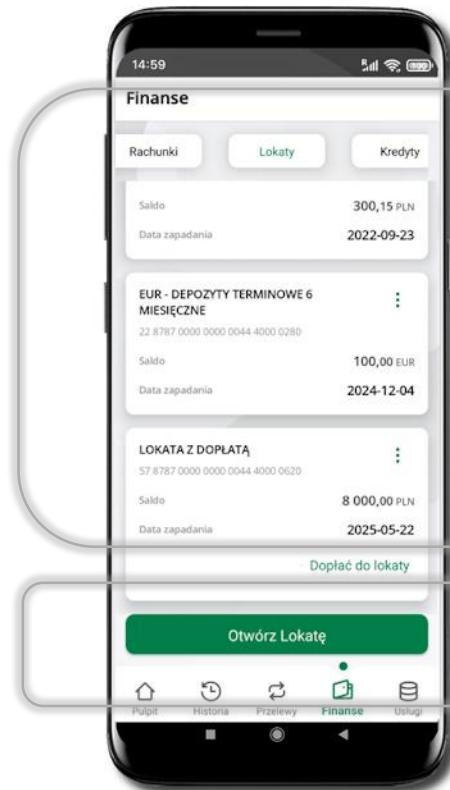 14:59
Finanse
Rachunki Lokaty Kredyty
Saldo 300,15 PLN
Data zapadania 2022-09-23
EUR - DEPOZYTY TERMINOWE 6
MIESIĘCZNE
22 8787 0000 0000 0044 4000 0280
Saldo 100,00 EUR
Data zapadania 2024-12-04
LOKATA Z DOPŁATĄ
57 8787 0000 0000 0044 4000 0620
Saldo 8 000,00 PLN
Data zapadania 2025-05-22
Dopłać do lokaty
Otwórz Lokatę
Pulpit Historia Przelewy Finanse Usługi